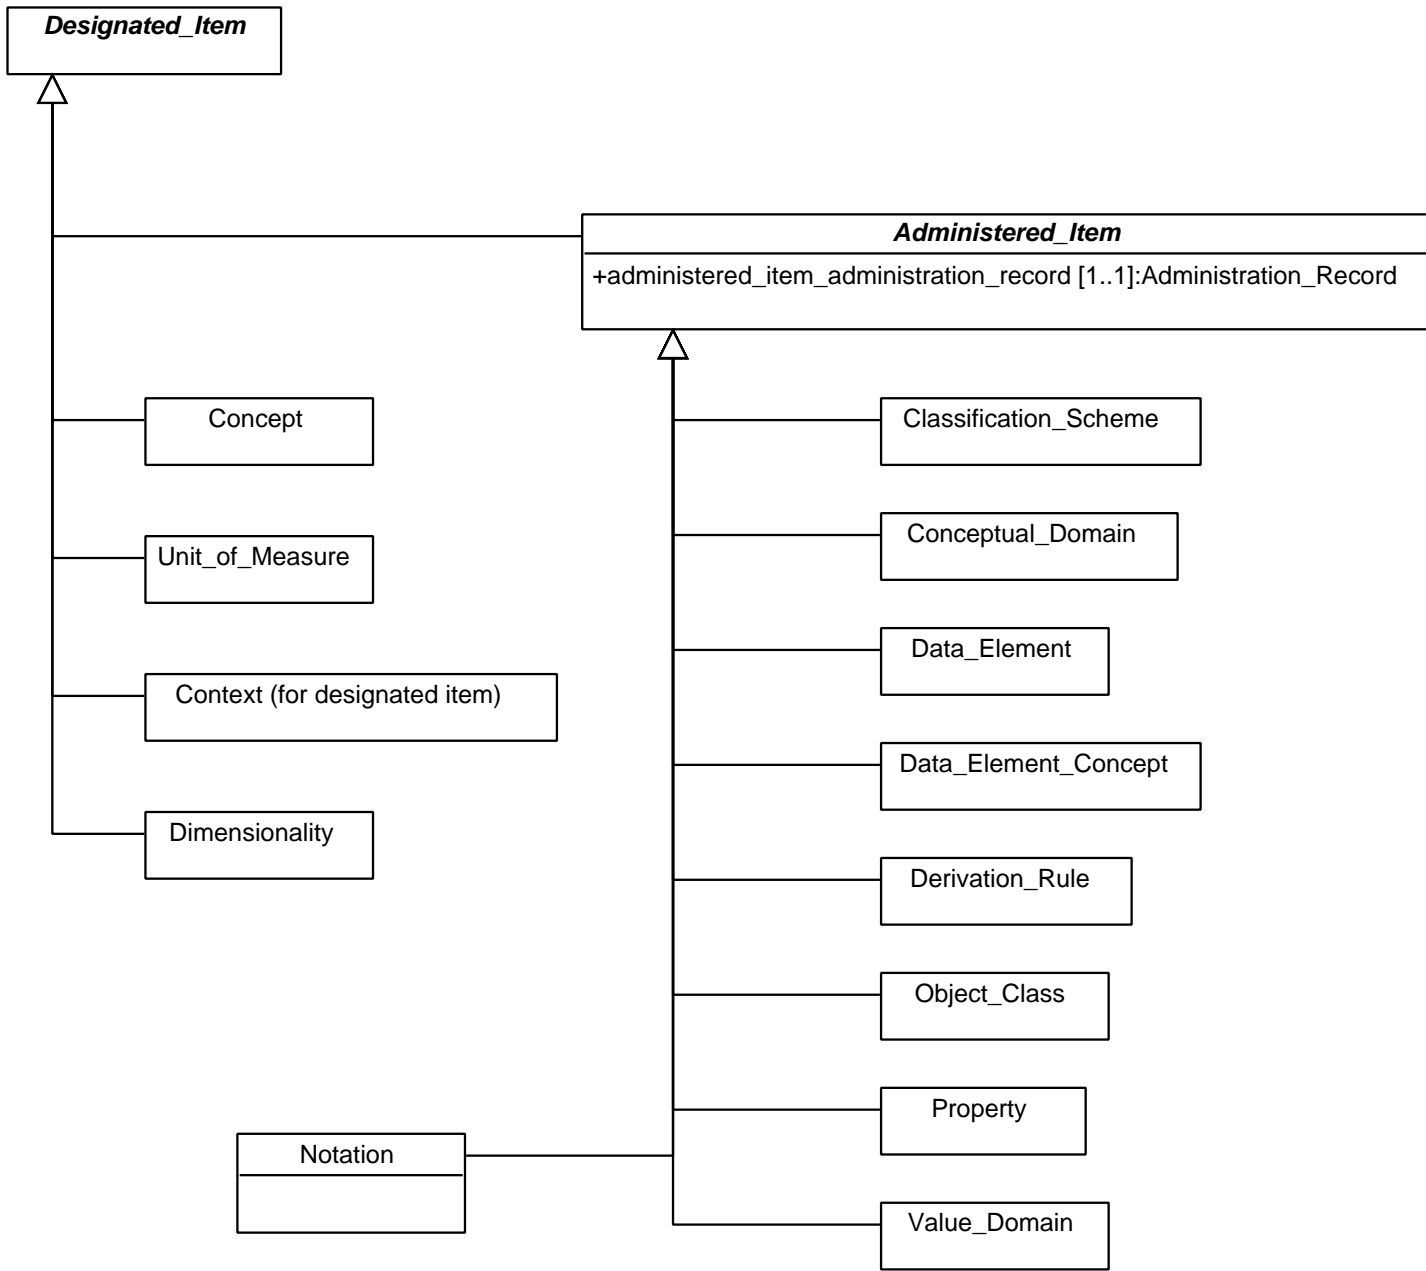 Designated_Item
Administered_Item
+administered_item_administration_record [1..1]:Administration_Record
Concept
Classification_Scheme
Unit_of_Measure
Conceptual_Domain
Data_Element
Context (for designated item)
Data_Element_Concept
Dimensionality
Derivation_Rule
Object_Class
Property
Notation
Value_Domain